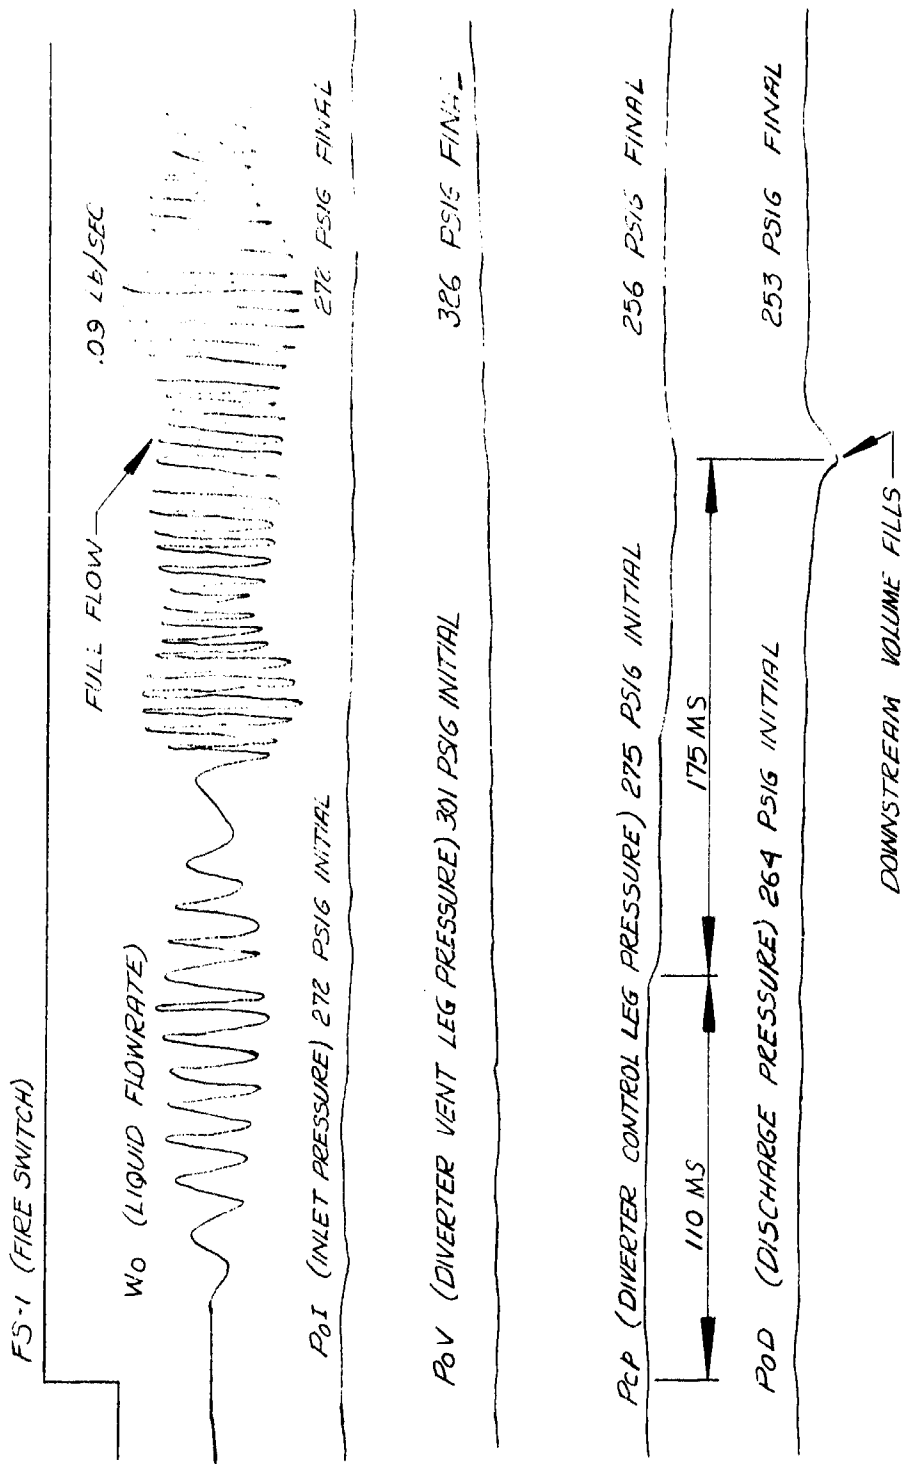 FS-1 (FIRE SWITCH)
WO (LIQUID FLOWRATE)
FULL FLOW
.09 Lb/SEC
POI (INLET PRESSURE) 272 PSIG INITIAL
272 PSIG FINAL
POV (DIVERTER VENT LEG PRESSURE) 301 PSIG INITIAL
326 PSIG FINAL
PCP (DIVERTER CONTROL LEG PRESSURE) 275 PSIG INITIAL
256 PSIG FINAL
110 MS
175 MS
POD (DISCHARGE PRESSURE) 264 PSIG INITIAL
253 PSIG FINAL
DOWNSTREAM VOLUME FILLS